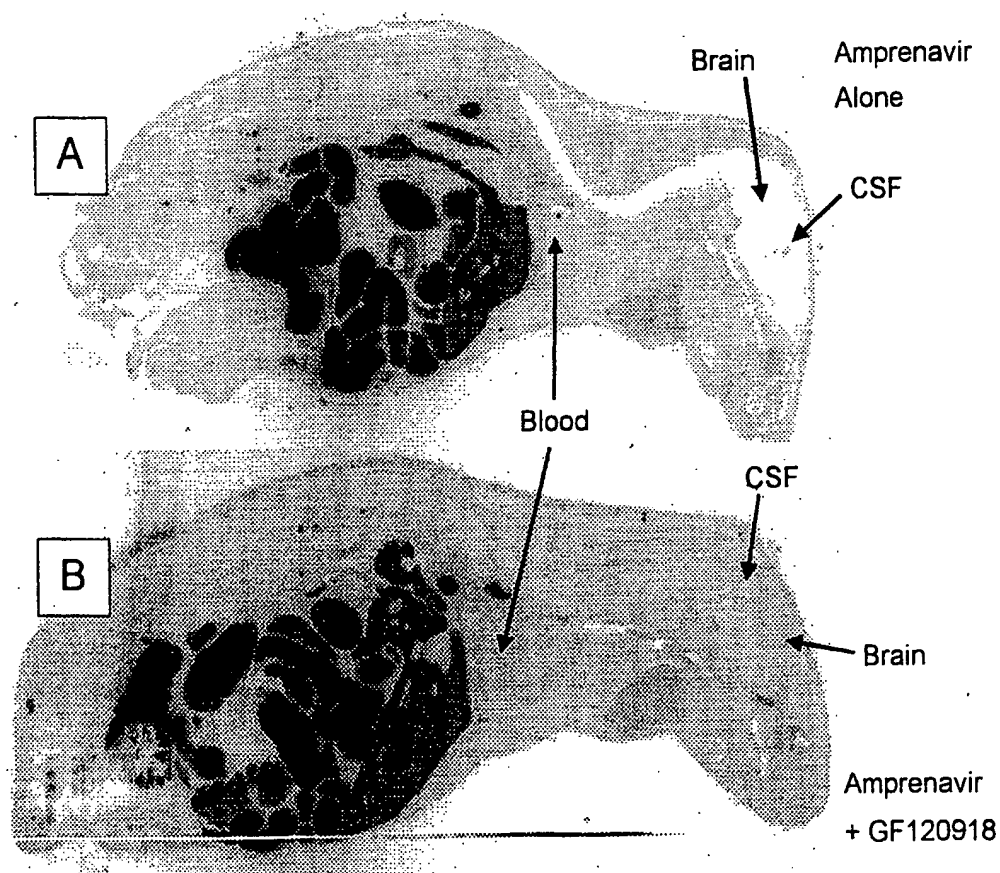 Brain
Amprenavir
Alone
A
CSF
Blood
CSF
B
Brain
Amprenavir
+ GF120918